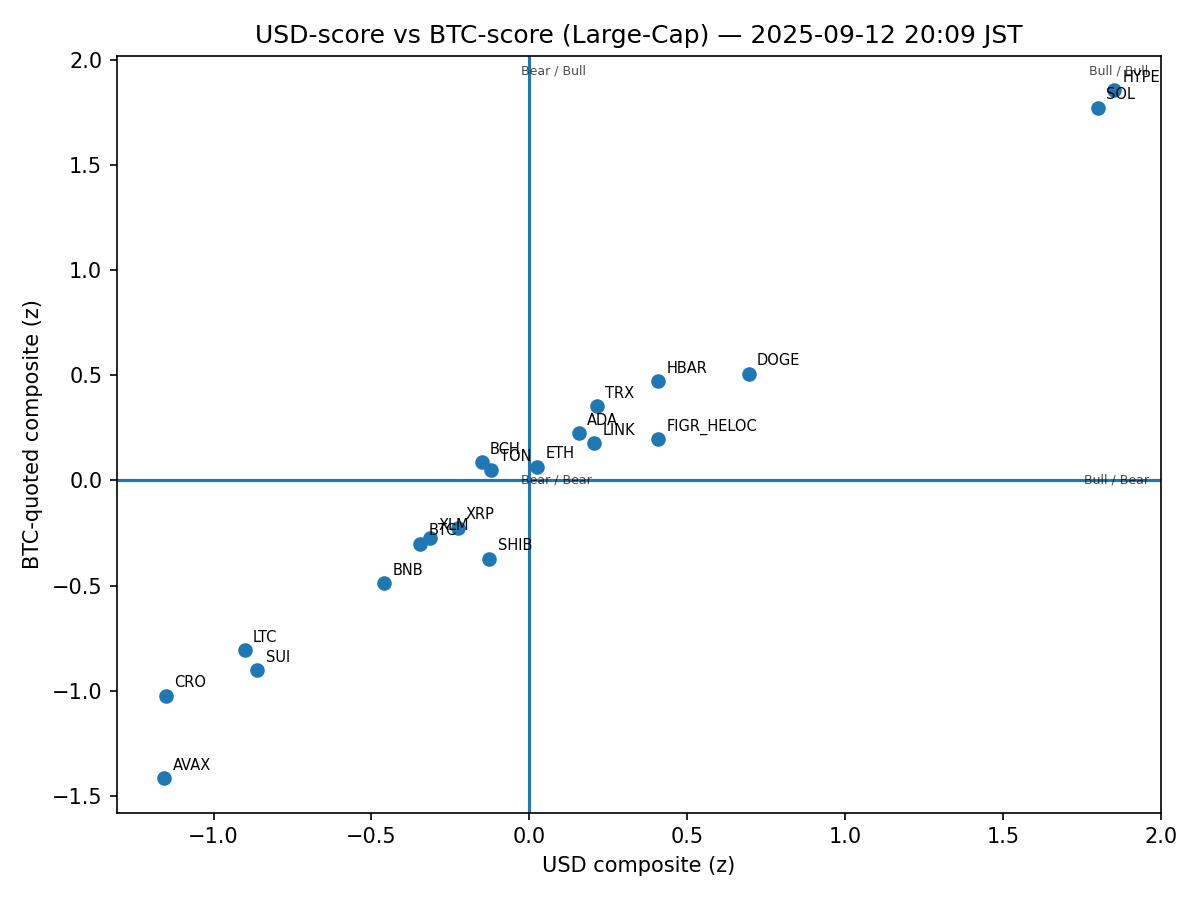 USD-score vs BTC-score (Large-Cap) — 2025-09-12 20:09 JST
2.0
1.5
1.0
0.5
0.0
−0.5
−1.0
−1.5
BTC-quoted composite (z)
Bear / Bull
Bull / Bull
HYPE
SOL
DOGE
HBAR
TRX
ADA
LINK
FIGR_HELOC
BCH
TON
ETH
Bear / Bear
Bull / Bear
XRP
XLM
BTC
SHIB
BNB
LTC
SUI
CRO
AVAX
−1.0
−0.5
0.0
0.5
1.0
1.5
2.0
USD composite (z)